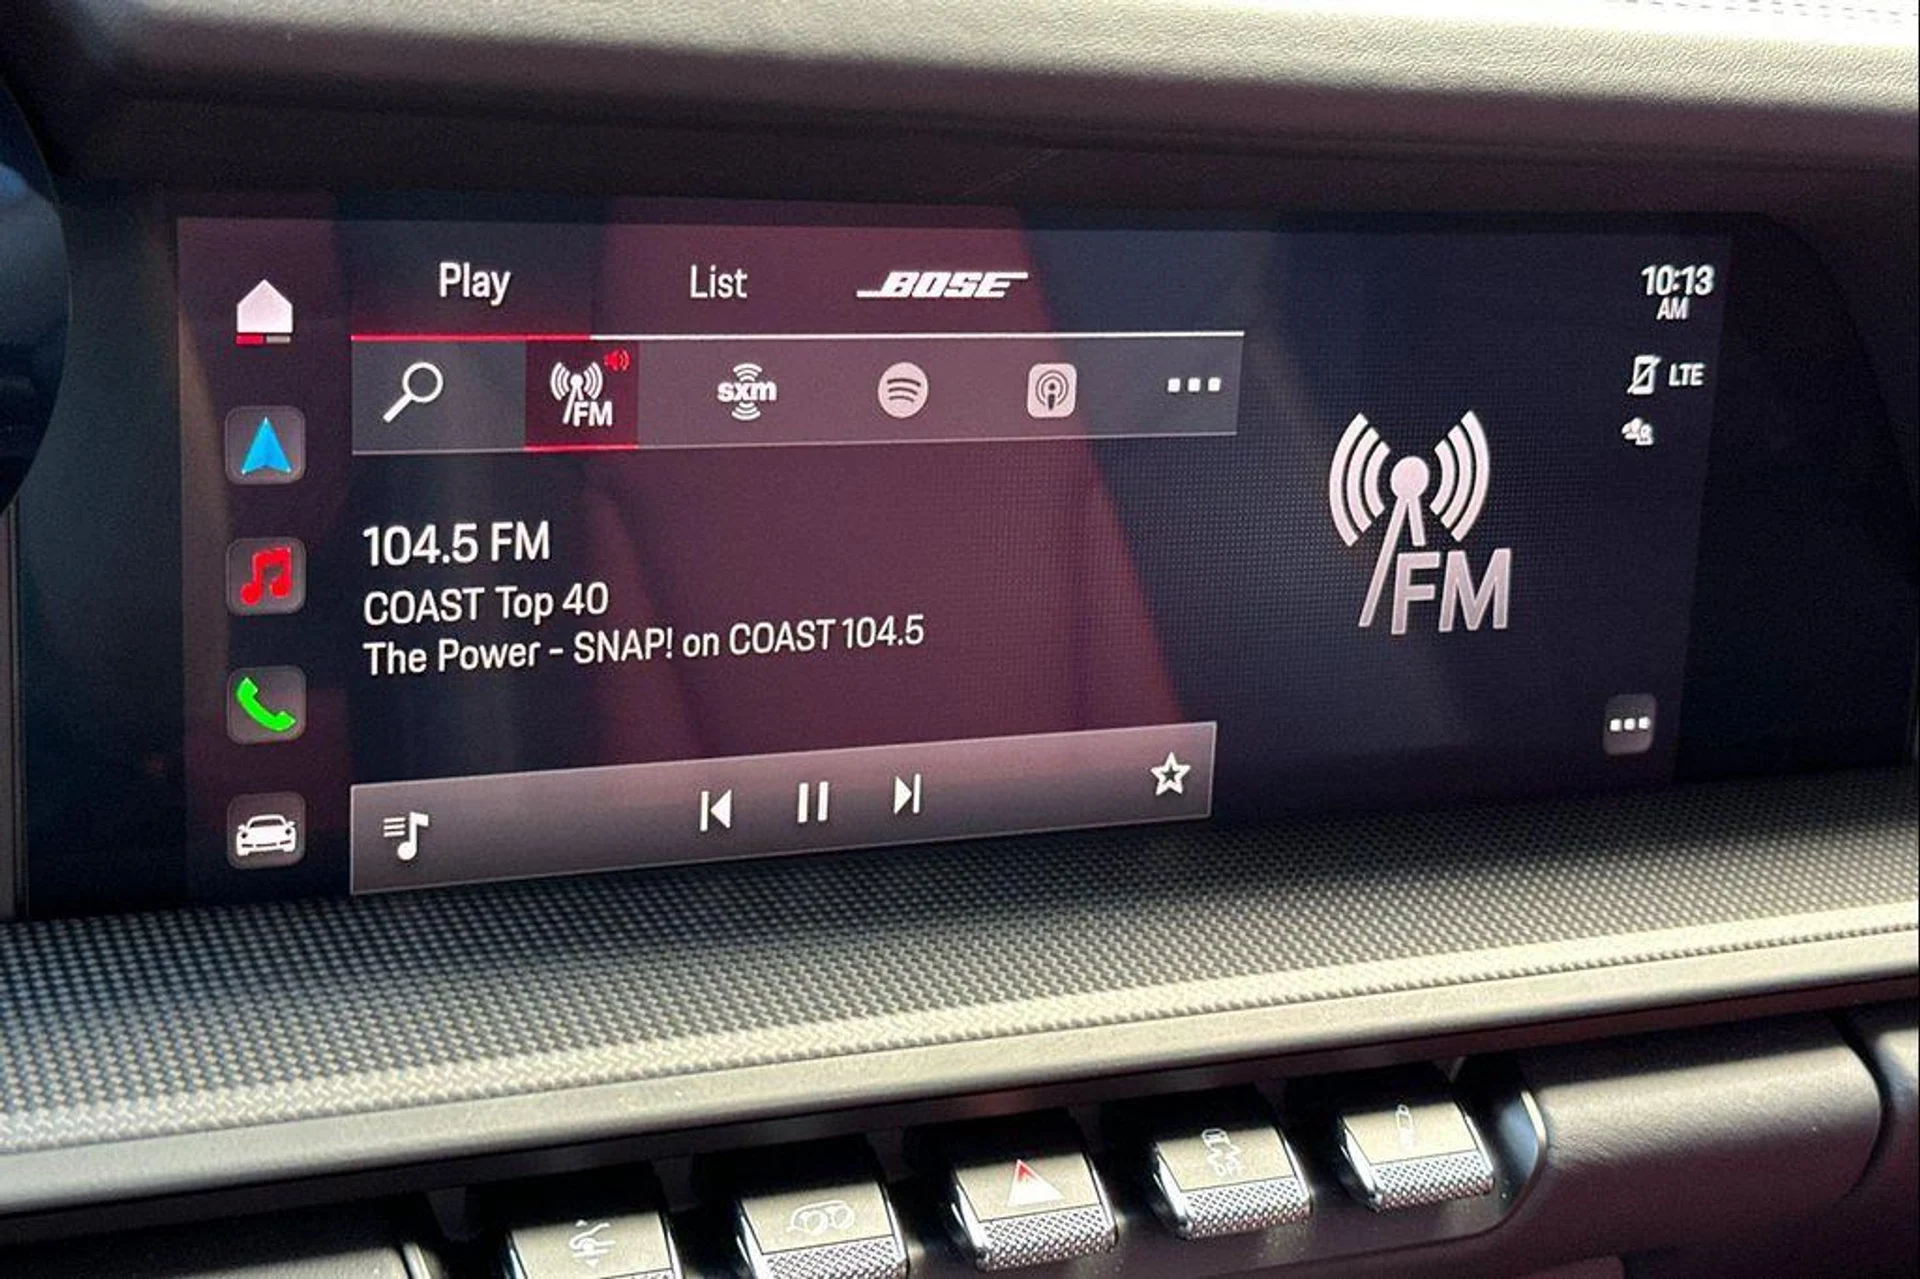 Play
List
BOSE
10:13
AM
FM
sxm
LTE
104.5 FM
COAST Top 40
The Power - SNAP! on COAST 104.5
FM